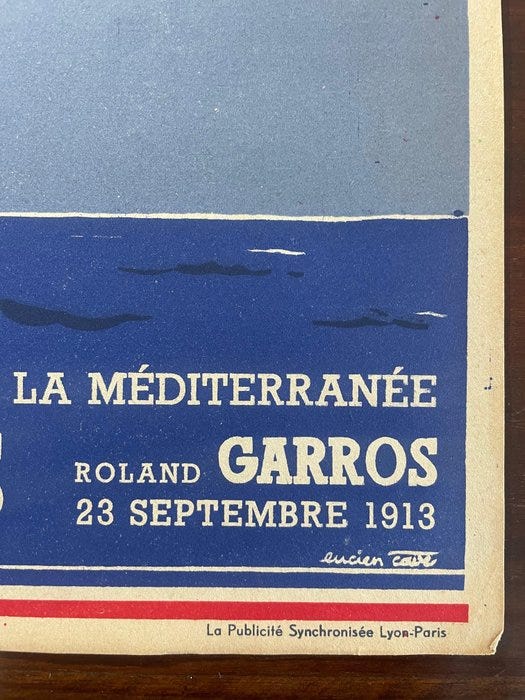 LA MÉDITERRANÉE
ROLAND GARROS
23 SEPTEMBRE 1913
lucien cavé
La Publicité Synchronisée Lyon-Paris